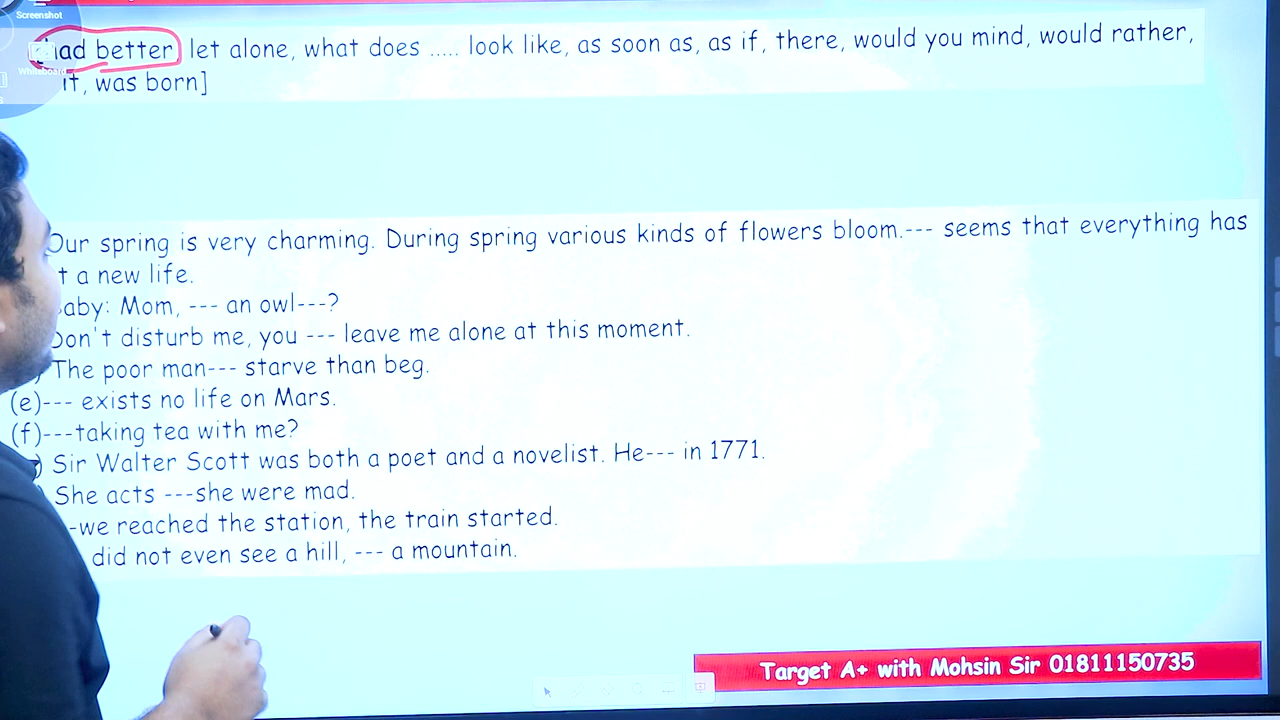 Screenshot
had better, let alone, what does ..... look like, as soon as, as if, there, would you mind, would rather,
Whiteboard
it, was born]
Our spring is very charming. During spring various kinds of flowers bloom.--- seems that everything has
a new life.
Baby: Mom, --- an owl---?
Don't disturb me, you --- leave me alone at this moment.
The poor man--- starve than beg.
(e)--- exists no life on Mars.
(f)---taking tea with me?
) Sir Walter Scott was both a poet and a novelist. He--- in 1771.
She acts ---she were mad.
-we reached the station, the train started.
did not even see a hill, --- a mountain.
Target A+ with Mohsin Sir 01811150735